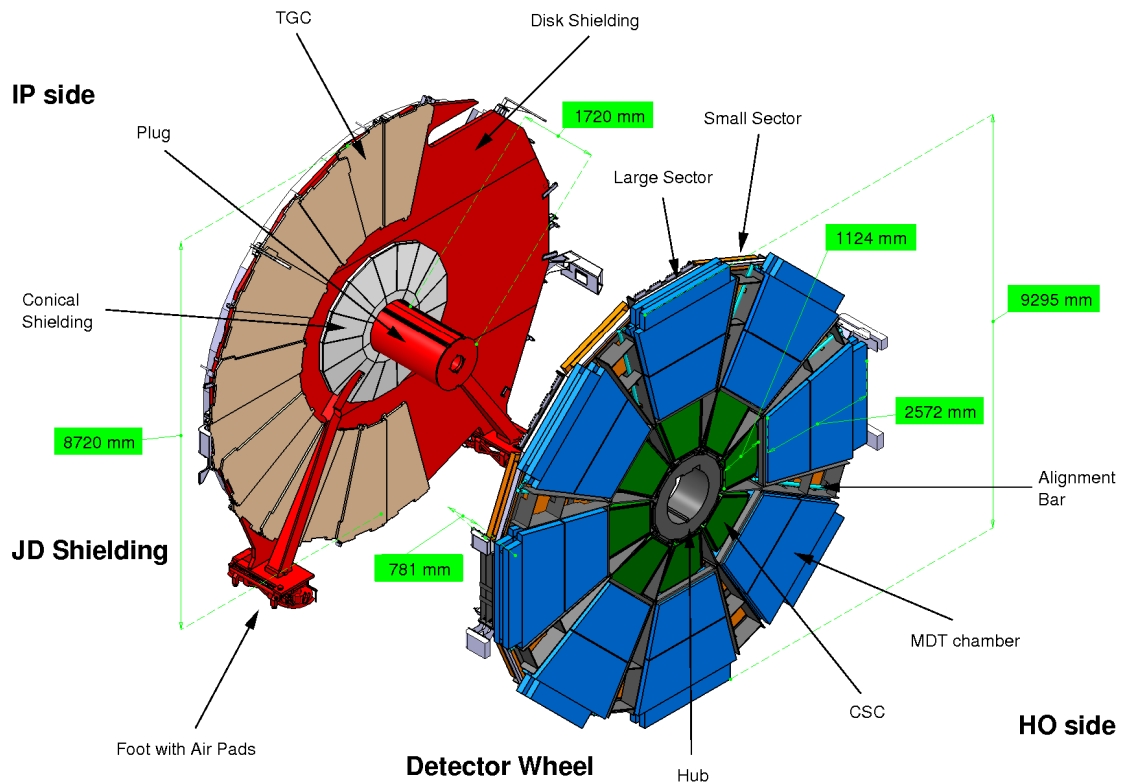 TGC
Disk Shielding
IP side
1720 mm
Small Sector
Plug
Large Sector
1124 mm
Conical
Shielding
9295 mm
2572 mm
8720 mm
Alignment
Bar
JD Shielding
781 mm
MDT chamber
CSC
HO side
Foot with Air Pads
Detector Wheel
Hub